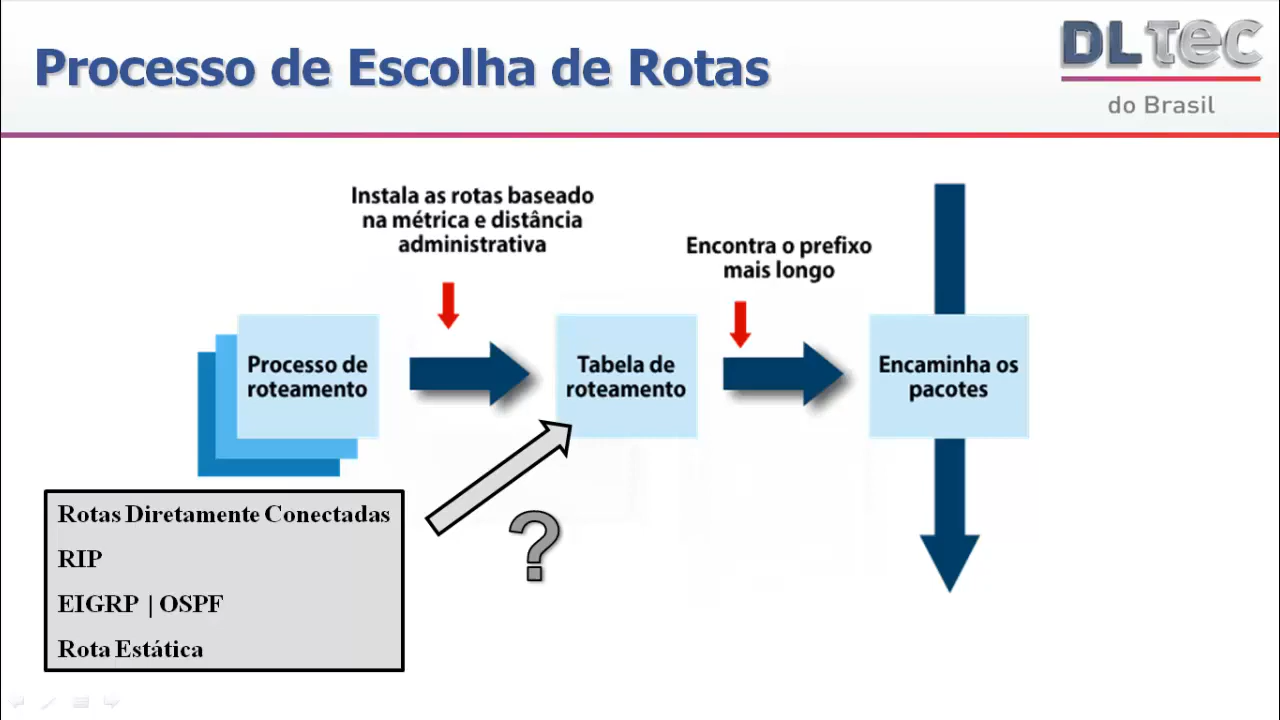 Processo de Escolha de Rotas
DLTEC
do Brasil
Instala as rotas baseado
na métrica e distância
administrativa
Encontra o prefixo
mais longo
Processo de
roteamento
Tabela de
roteamento
Encaminha os
pacotes
Rotas Diretamente Conectadas
RIP
EIGRP | OSPF
Rota Estática
?